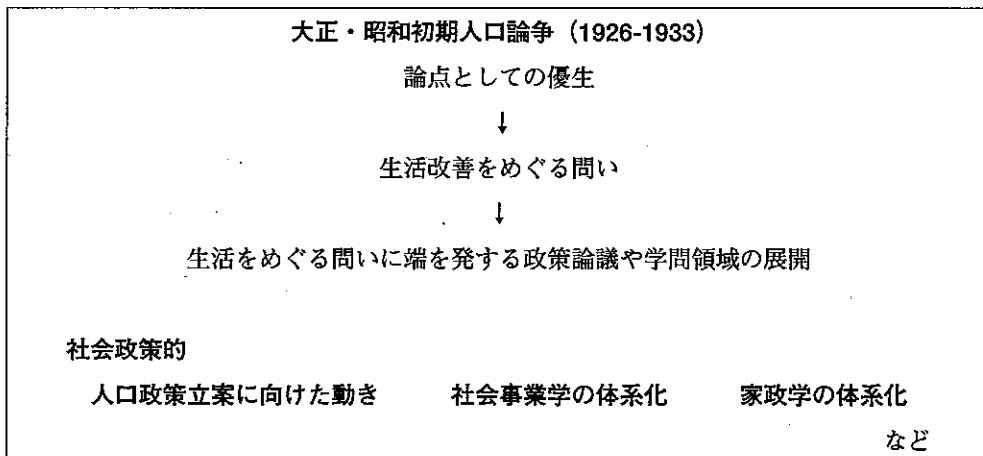 大正・昭和初期人口論争（1926-1933）
論点としての優生
↓
生活改善をめぐる問い
↓
生活をめぐる問いに端を発する政策論議や学問領域の展開
社会政策的
人口政策立案に向けた動き 社会事業学の体系化 家政学の体系化
など